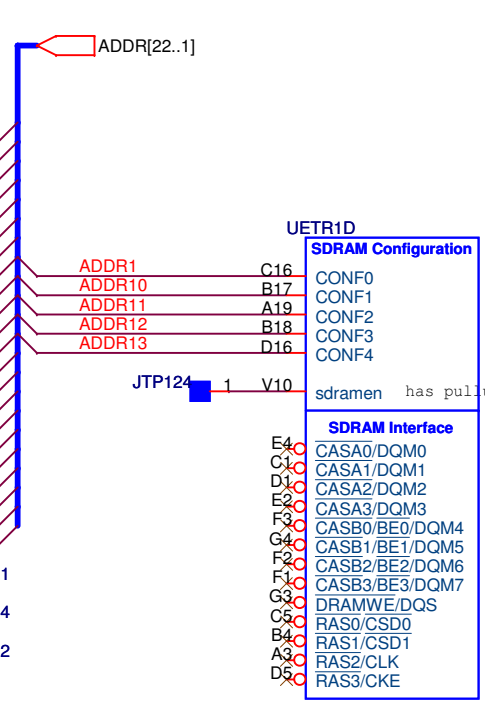 ADDR[22..1]
UETR1D
SDRAM Configuration
ADDR1 C16 CONF0
ADDR10 B17 CONF1
ADDR11 A19 CONF2
ADDR12 B18 CONF3
ADDR13 D16 CONF4
JTP124 1 V10 sdramen has pullu
SDRAM Interface
E4 CASA0/DQM0
C1 CASA1/DQM1
D1 CASA2/DQM2
E2 CASA3/DQM3
F3 CASB0/BE0/DQM4
G4 CASB1/BE1/DQM5
F2 CASB2/BE2/DQM6
F1 CASB3/BE3/DQM7
G3 DRAMWE/DQS
C5 RAS0/CSD0
B4 RAS1/CSD1
A3 RAS2/CLK
D5 RAS3/CKE
1
4
2